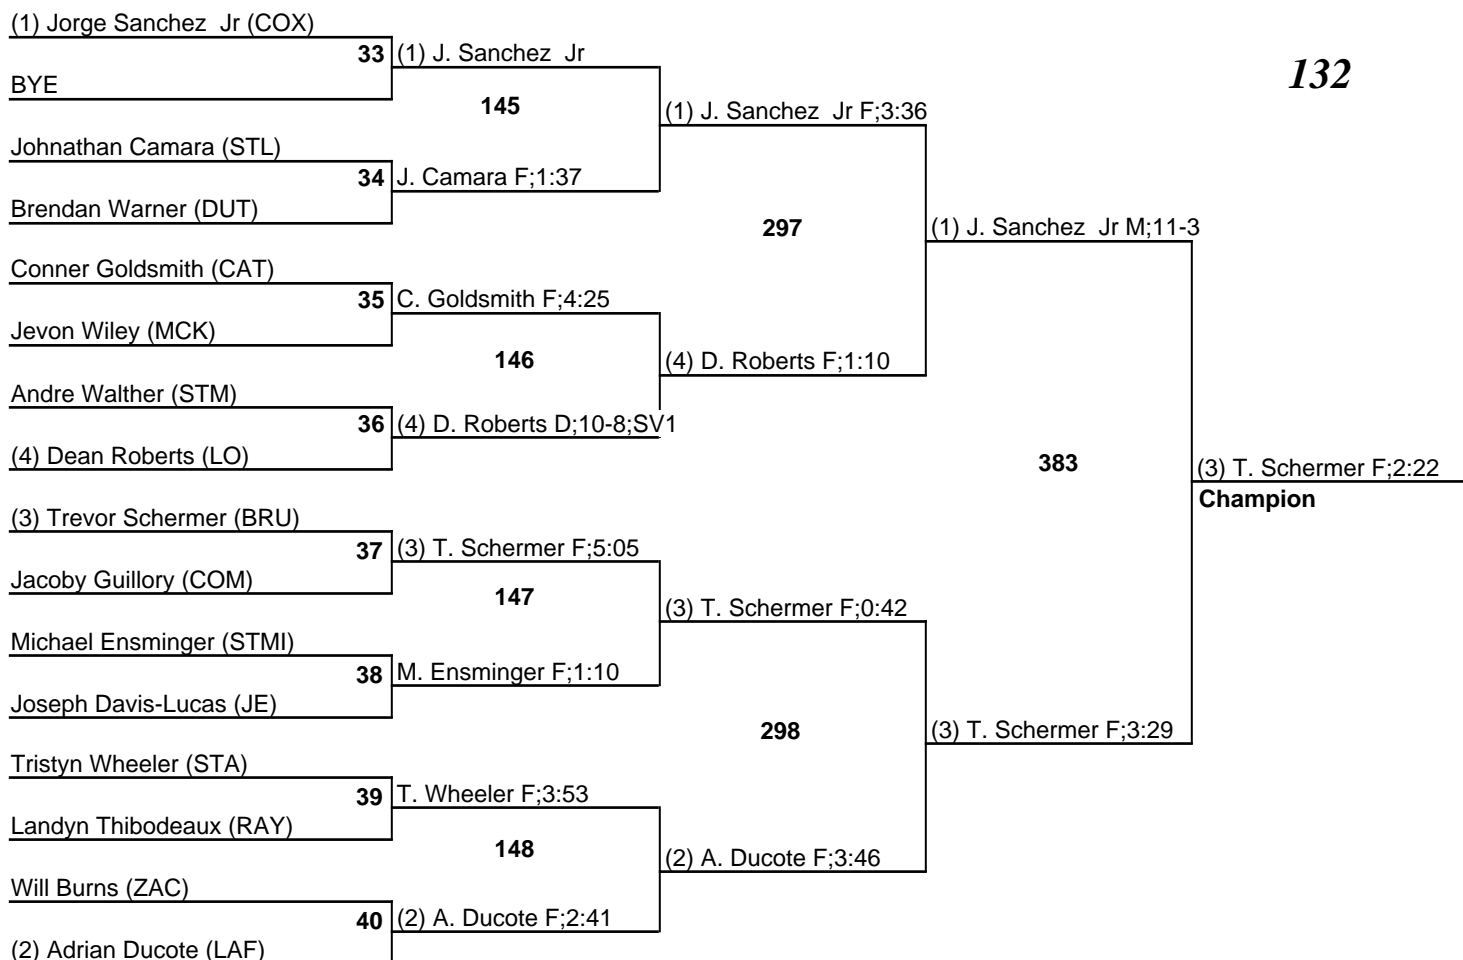 (1) Jorge Sanchez  Jr (COX)
33
(1) J. Sanchez  Jr
132
BYE
145
(1) J. Sanchez  Jr F;3:36
Johnathan Camara (STL)
34
J. Camara F;1:37
Brendan Warner (DUT)
297
(1) J. Sanchez  Jr M;11-3
Conner Goldsmith (CAT)
35
C. Goldsmith F;4:25
Jevon Wiley (MCK)
146
(4) D. Roberts F;1:10
Andre Walther (STM)
36
(4) D. Roberts D;10-8;SV1
(4) Dean Roberts (LO)
383
(3) T. Schermer F;2:22
Champion
(3) Trevor Schermer (BRU)
37
(3) T. Schermer F;5:05
Jacoby Guillory (COM)
147
(3) T. Schermer F;0:42
Michael Ensminger (STMI)
38
M. Ensminger F;1:10
Joseph Davis-Lucas (JE)
298
(3) T. Schermer F;3:29
Tristyn Wheeler (STA)
39
T. Wheeler F;3:53
Landyn Thibodeaux (RAY)
148
(2) A. Ducote F;3:46
Will Burns (ZAC)
40
(2) A. Ducote F;2:41
(2) Adrian Ducote (LAF)